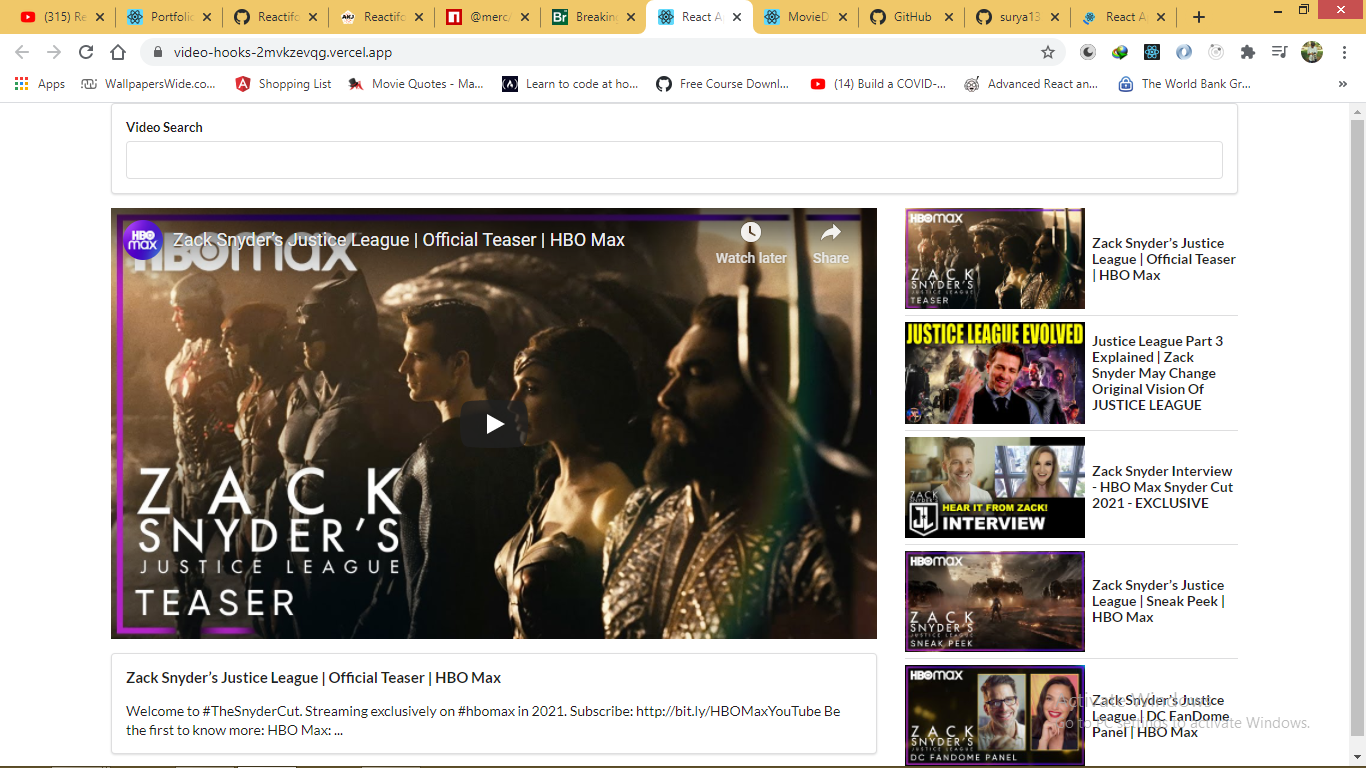 (315) Re
Portfolio
Reactifo
Reactifo
@merc/
Breaking
React A
MovieD
GitHub
surya13
React A
video-hooks-2mvkzevqg.vercel.app
Apps
WallpapersWide.co...
Shopping List
Movie Quotes - Ma...
Learn to code at ho...
Free Course Downl...
(14) Build a COVID-...
Advanced React an...
The World Bank Gr...
»
Video Search
HBO max
Zack Snyder's Justice League | Official Teaser | HBO Max
Watch later
Share
HBOmax
ZACK
SNYDER'S
JUSTICE LEAGUE
TEASER
Zack Snyder's Justice League | Official Teaser | HBO Max
Welcome to #TheSnyderCut. Streaming exclusively on #hbomax in 2021. Subscribe: http://bit.ly/HBOMaxYouTube Be
the first to know more: HBO Max: ...
HBOmax
ZACK
SNYDER'S
JUSTICE LEAGUE
TEASER
Zack Snyder's Justice
League | Official Teaser
| HBO Max
JUSTICE LEAGUE EVOLVED
Justice League Part 3
Explained | Zack
Snyder May Change
Original Vision Of
JUSTICE LEAGUE
ZACK
SNYDER'S
HEAR IT FROM ZACK!
INTERVIEW
Zack Snyder Interview
- HBO Max Snyder Cut
2021 - EXCLUSIVE
HBOmax
ZACK
SNYDER'S
JUSTICE LEAGUE
SNEAK PEEK
Zack Snyder's Justice
League | Sneak Peek |
HBO Max
HBOmax
ZACK
SNYDER'S
JUSTICE LEAGUE
DC FANDOME PANEL
Zack Snyder's Justice
League | DC FanDome
Panel | HBO Max
Activate Windows
Go to PC settings to activate Windows.